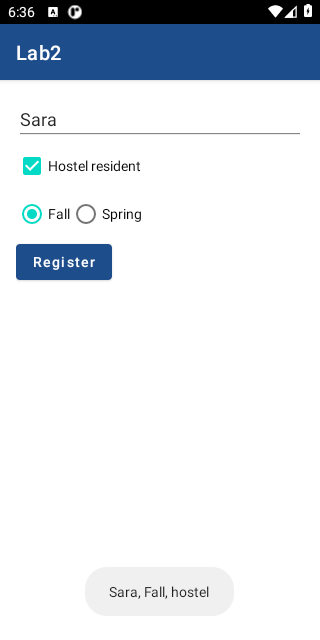 6:36
Lab2
Sara
Hostel resident
Fall Spring
Register
Sara, Fall, hostel